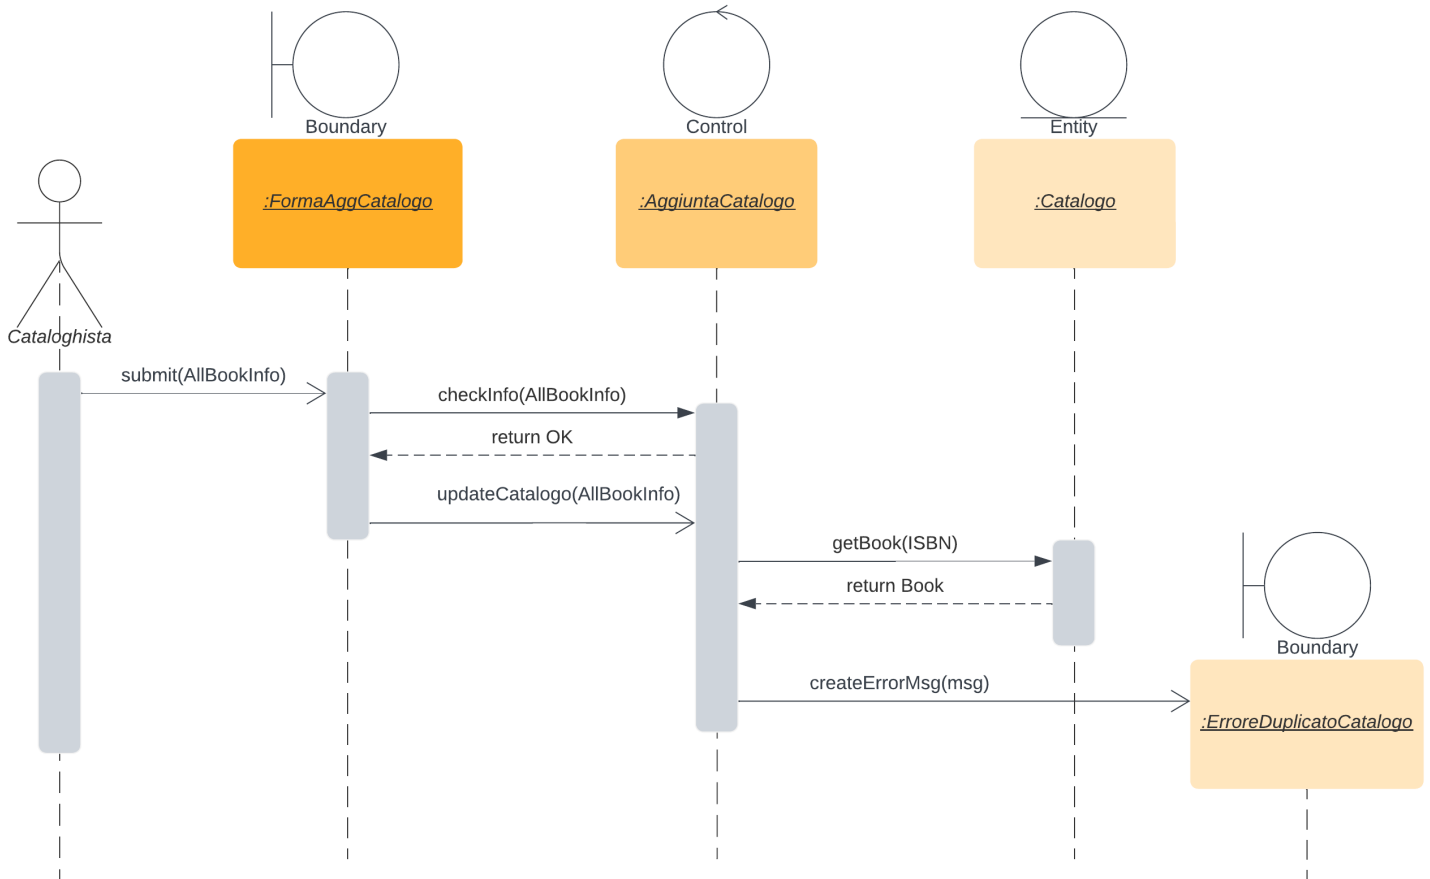 Boundary
Control
Entity
:FormaAggCatalogo
:AggiuntaCatalogo
:Catalogo
Cataloghista
submit(AllBookInfo)
checkInfo(AllBookInfo)
return OK
updateCatalogo(AllBookInfo)
getBook(ISBN)
return Book
Boundary
createErrorMsg(msg)
:ErroreDuplicatoCatalogo